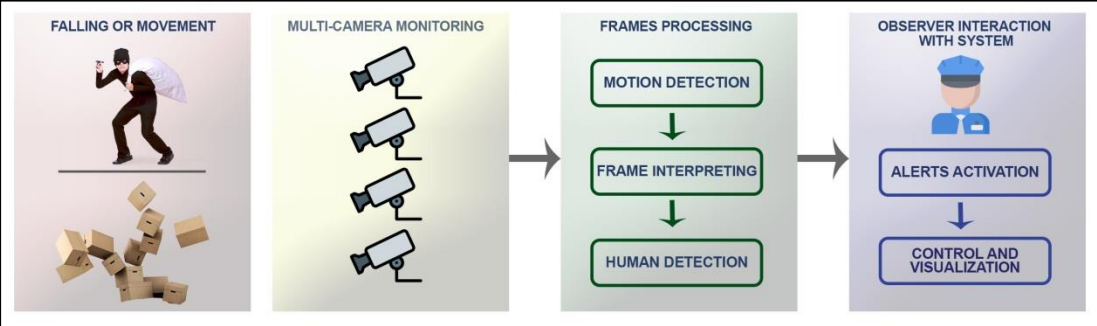 FALLING OR MOVEMENT
MULTI-CAMERA MONITORING
FRAMES PROCESSING
MOTION DETECTION
FRAME INTERPRETING
HUMAN DETECTION
OBSERVER INTERACTION
WITH SYSTEM
ALERTS ACTIVATION
CONTROL AND
VISUALIZATION